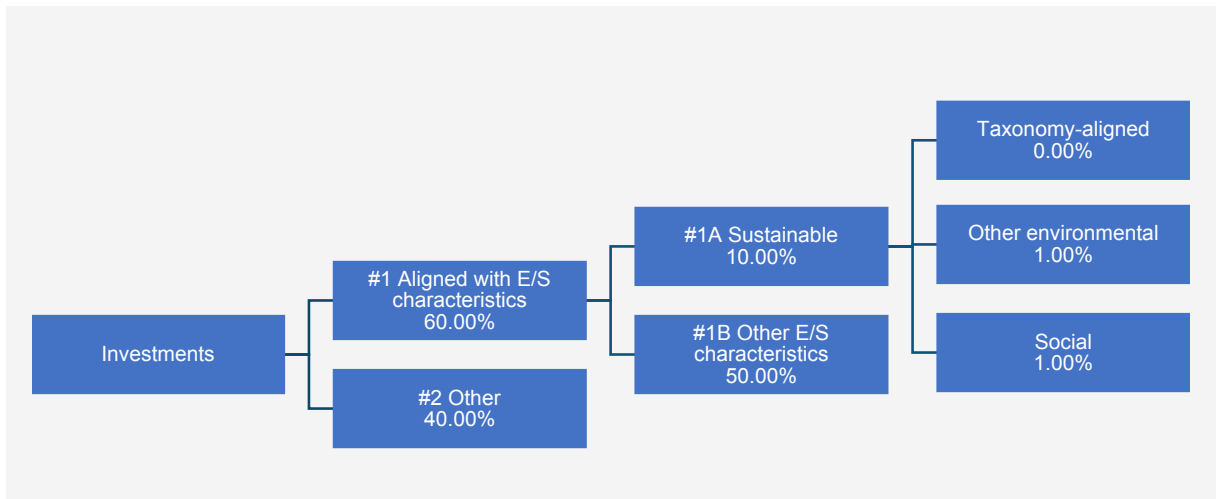 Investments
#1 Aligned with E/S
characteristics
60.00%
#2 Other
40.00%
#1A Sustainable
10.00%
#1B Other E/S
characteristics
50.00%
Taxonomy-aligned
0.00%
Other environmental
1.00%
Social
1.00%